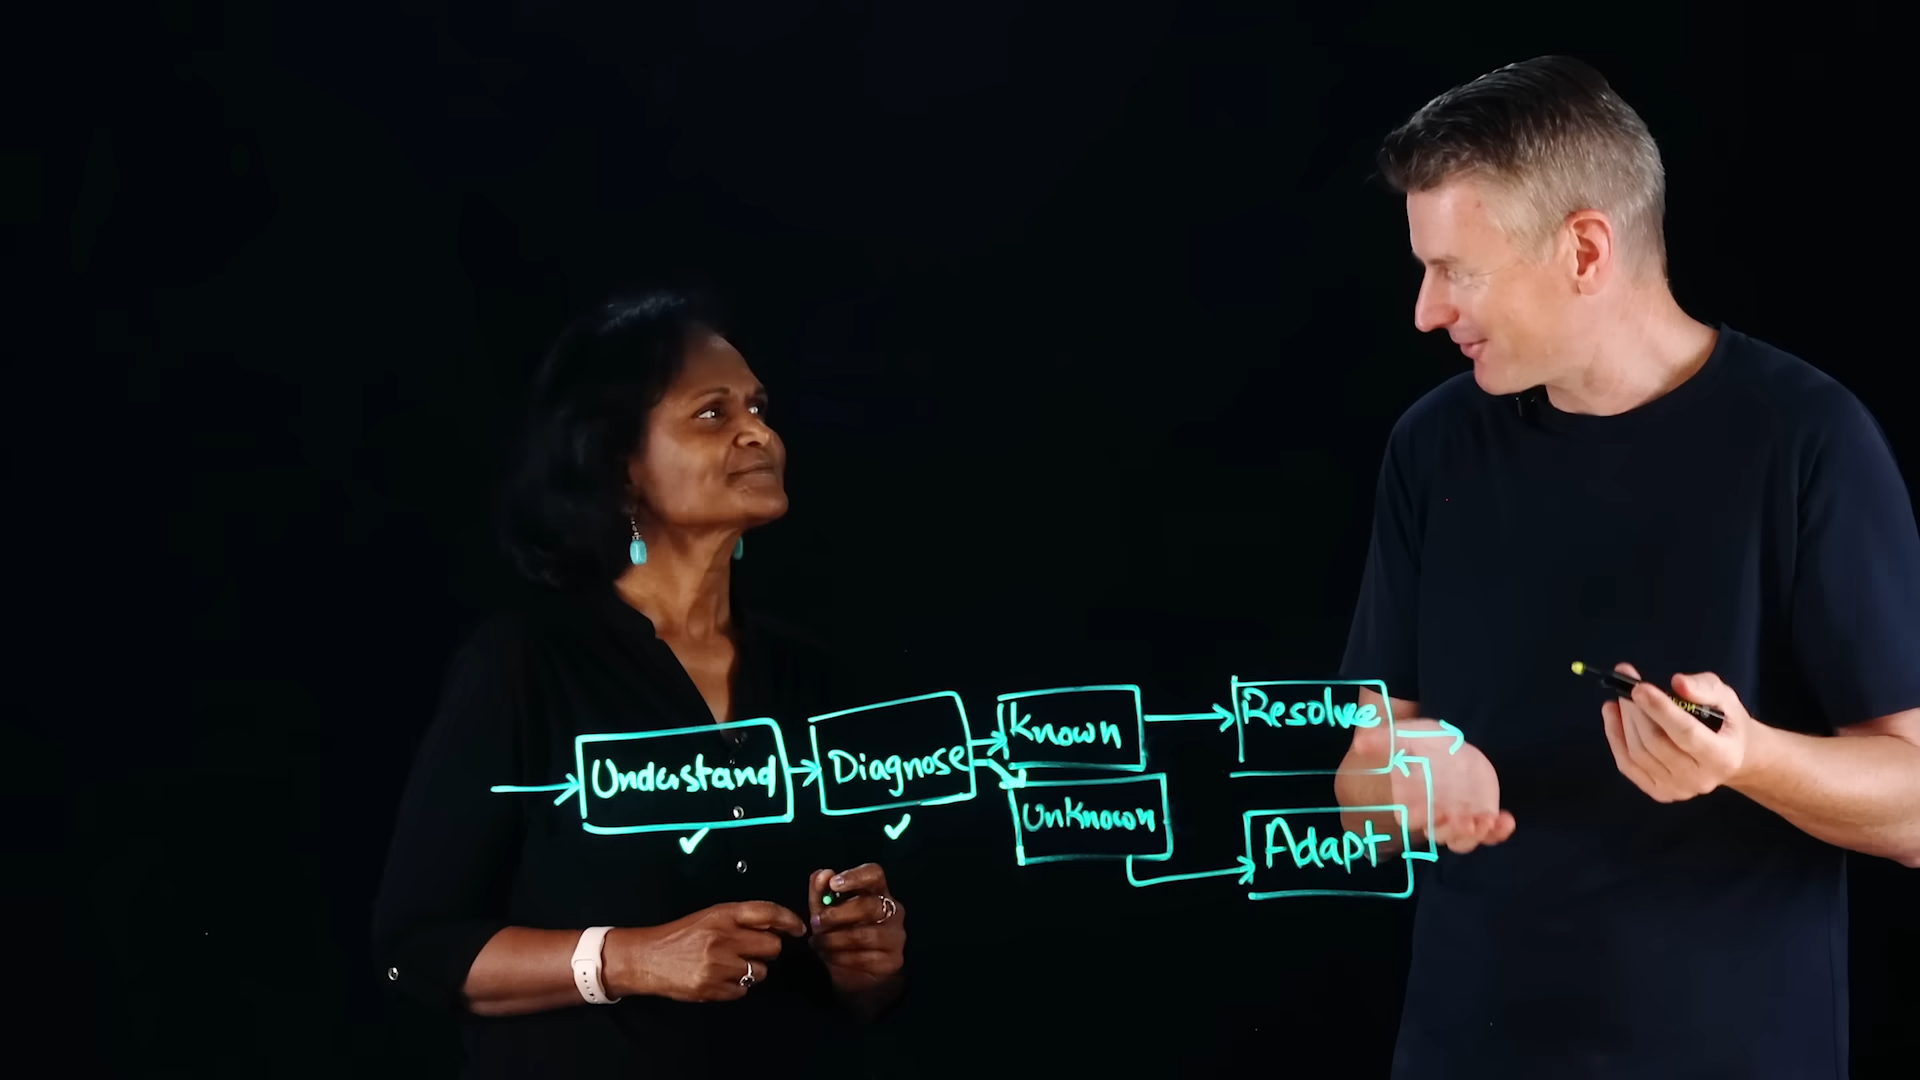 Understand
Diagnose
Known
Unknown
Resolve
Adapt